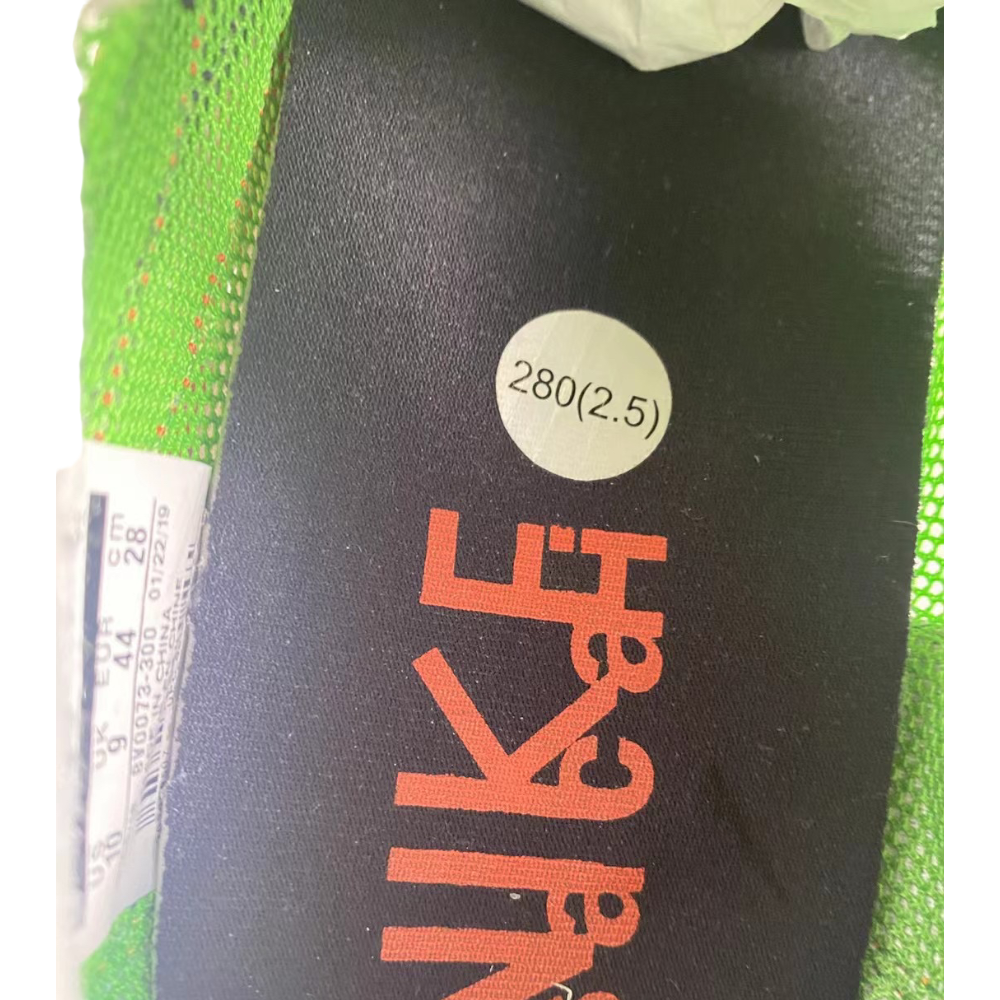 280(2.5)
NIKE
sacai
US UK EUR cm
10 9 44 28
BV0073-300 01/22/19
IN CHINA